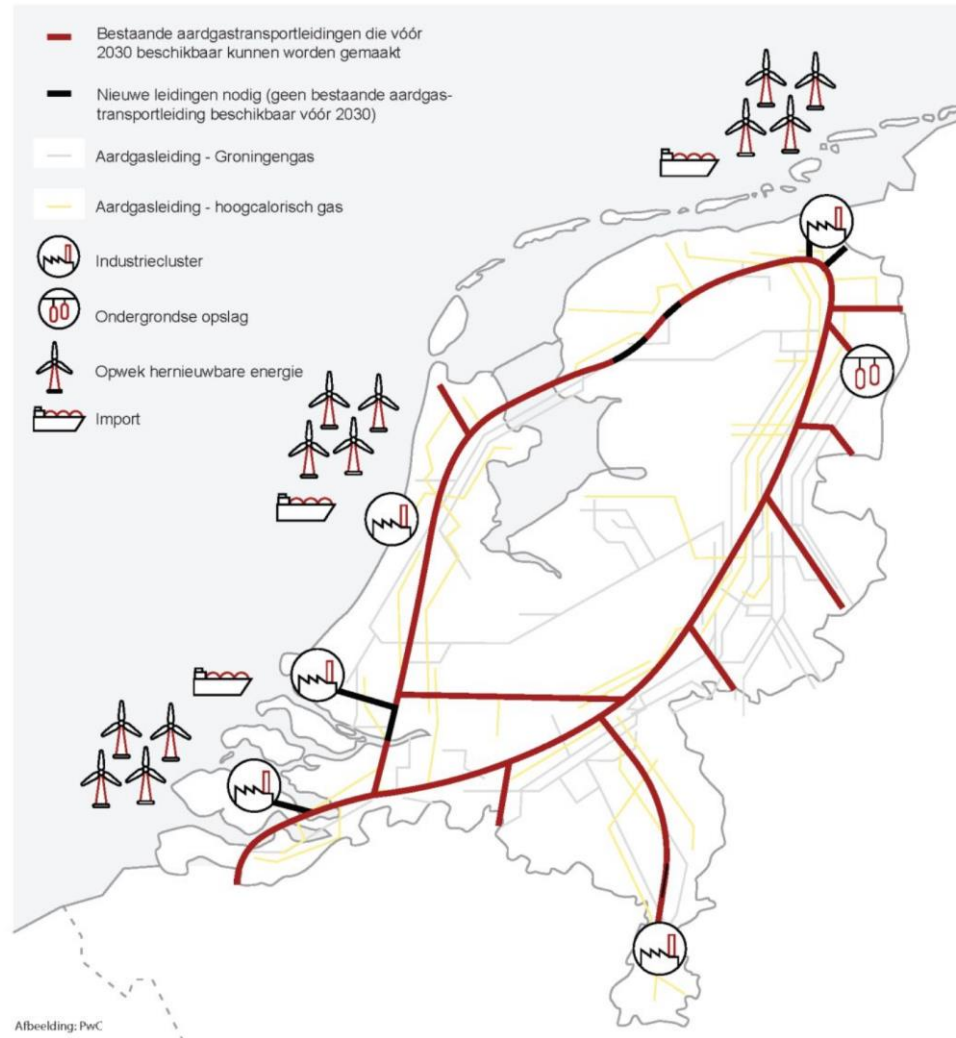 Bestaande aardgastransportleidingen die vóór
2030 beschikbaar kunnen worden gemaakt
Nieuwe leidingen nodig (geen bestaande aardgas-
transportleiding beschikbaar vóór 2030)
Aardgasleiding - Groningengas
Aardgasleiding - hoogcalorisch gas
Industriecluster
Ondergrondse opslag
Opwek hernieuwbare energie
Import
Afbeelding: PwC